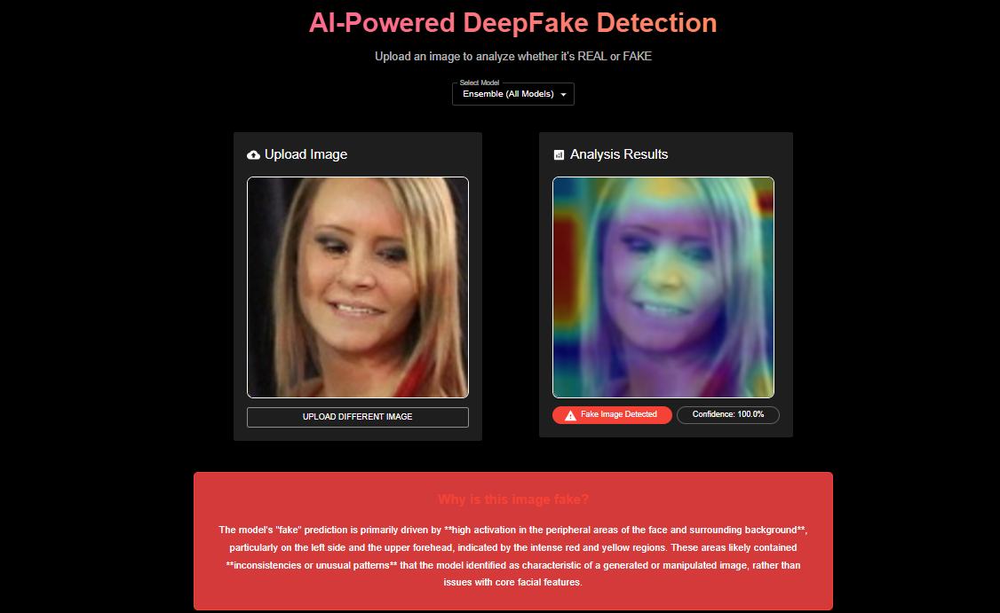 AI-Powered DeepFake Detection
Upload an image to analyze whether it's REAL or FAKE
Select Model
Ensemble (All Models)
Upload Image
Analysis Results
UPLOAD DIFFERENT IMAGE
Fake Image Detected
Confidence: 100.0%
Why is this image fake?
The model's "fake" prediction is primarily driven by **high activation in the peripheral areas of the face and surrounding background**,
particularly on the left side and the upper forehead, indicated by the intense red and yellow regions. These areas likely contained
**inconsistencies or unusual patterns** that the model identified as characteristic of a generated or manipulated image, rather than
issues with core facial features.